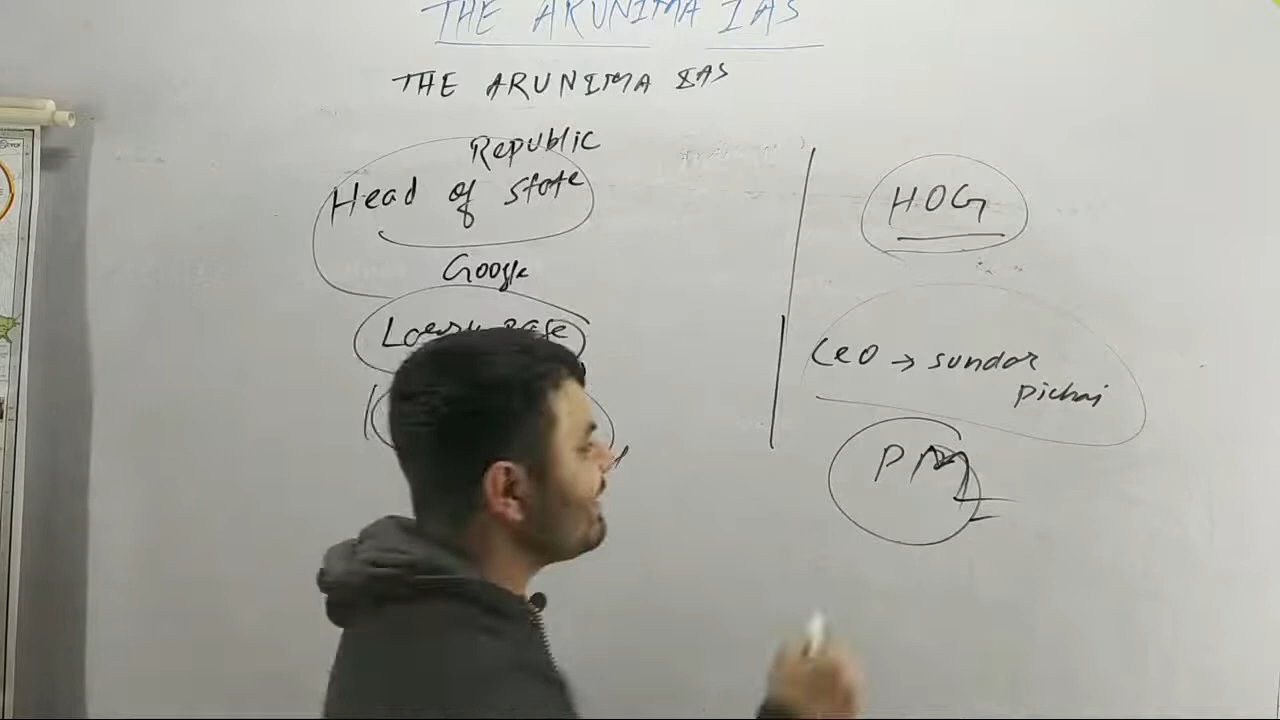 THE ARUNIMA IAS
THE ARUNIMA IAS
Republic
Head of state
Google
HOG
CEO → sundar
pichai
PM